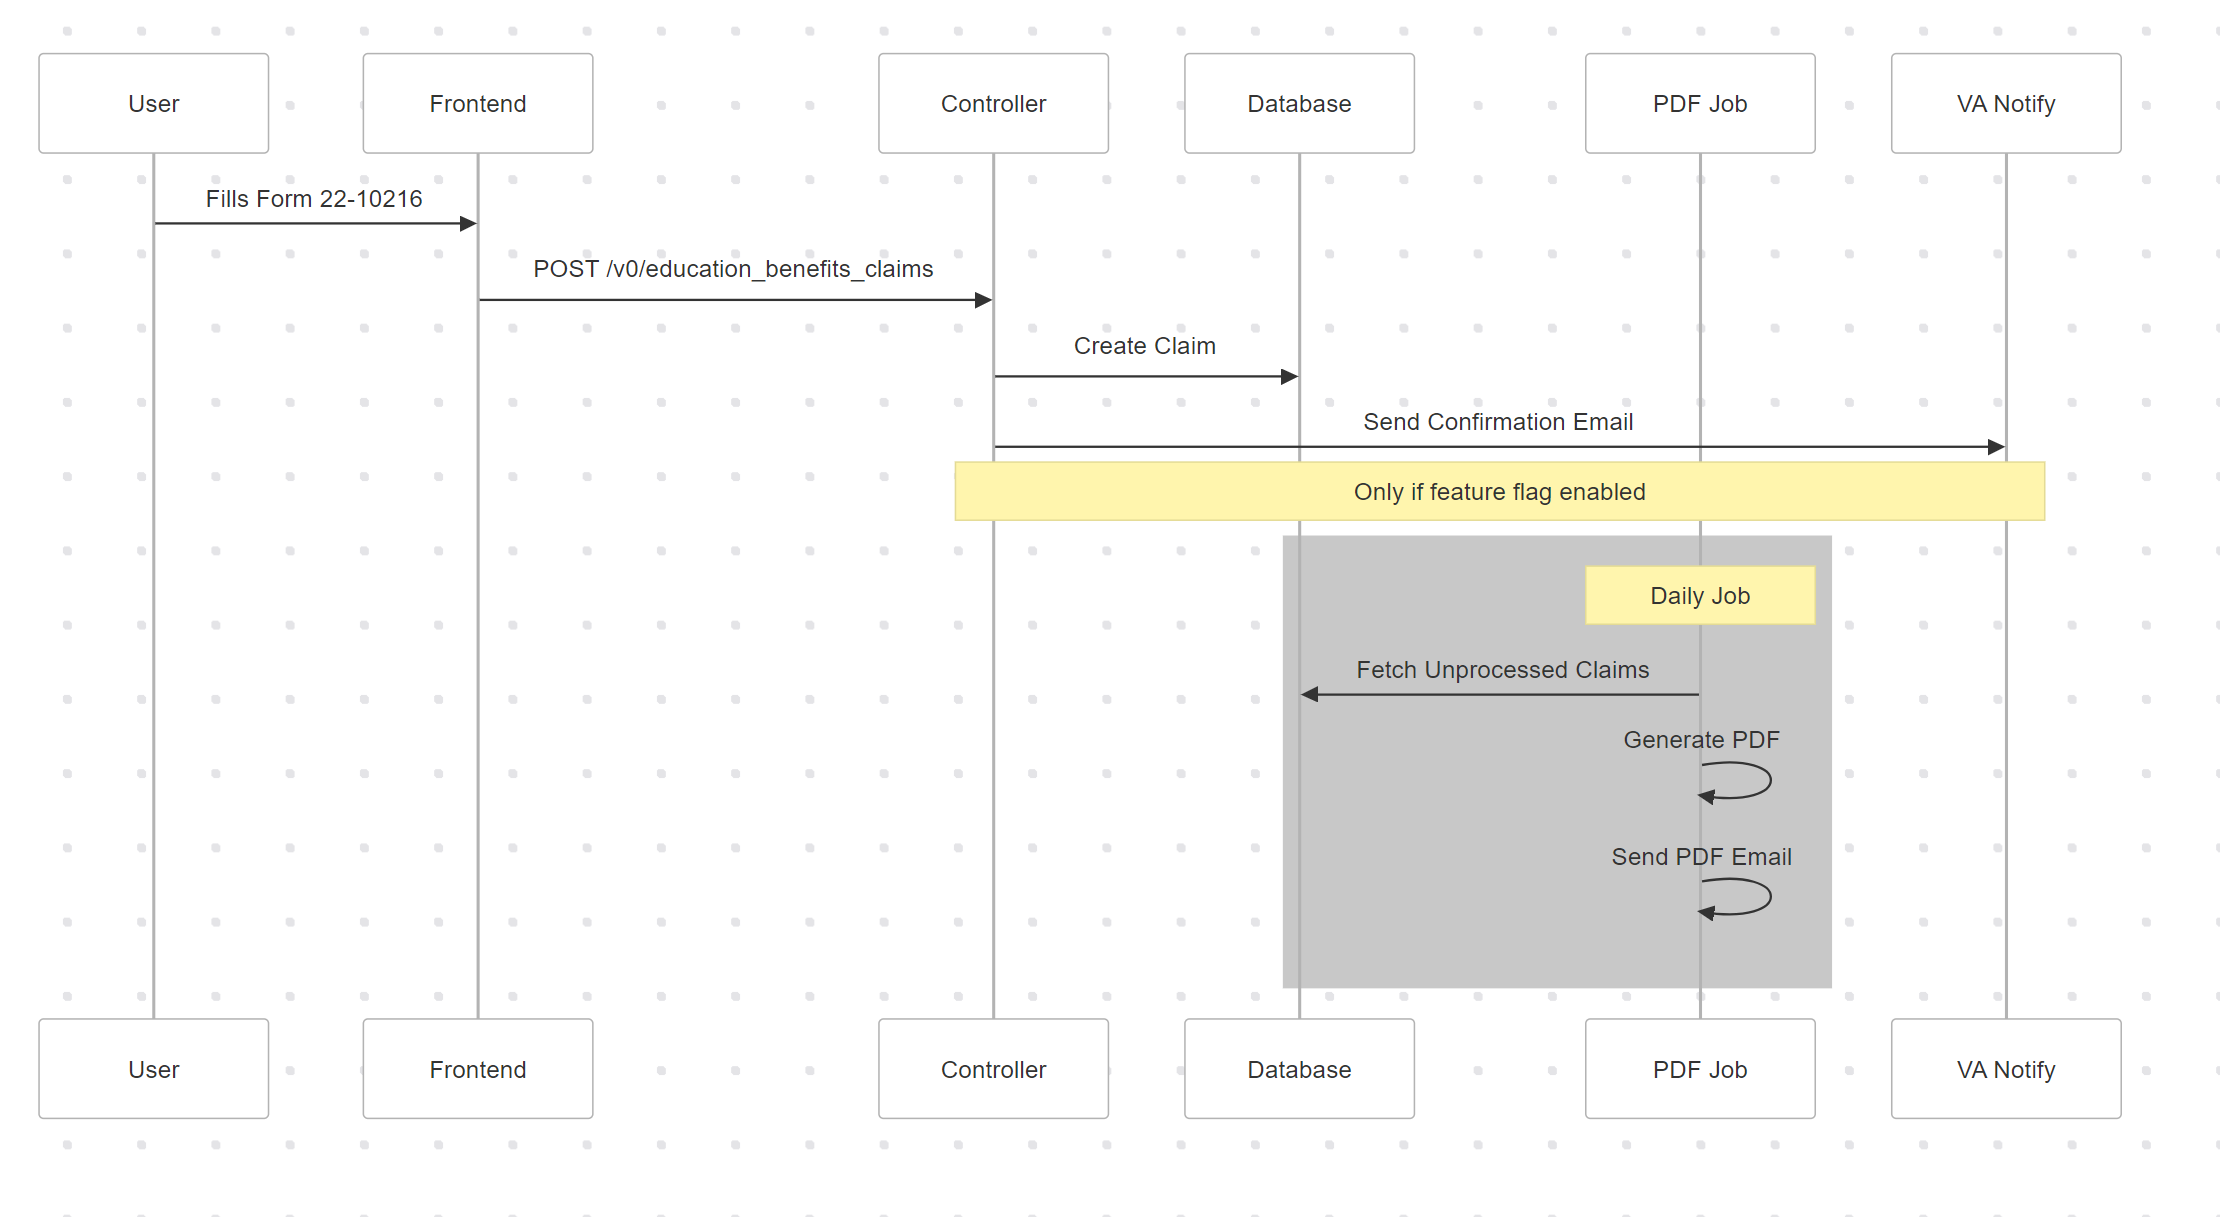 User
Frontend
Controller
Database
PDF Job
VA Notify
Fills Form 22-10216
POST /v0/education_benefits_claims
Create Claim
Send Confirmation Email
Only if feature flag enabled
Daily Job
Fetch Unprocessed Claims
Generate PDF
Send PDF Email
User
Frontend
Controller
Database
PDF Job
VA Notify